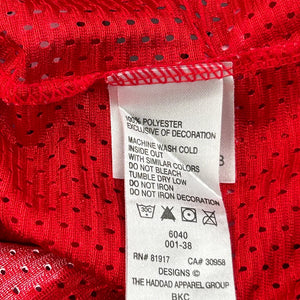 100% POLYESTER
EXCLUSIVE OF DECORATION
MACHINE WASH COLD
INSIDE OUT
WITH SIMILAR COLORS
DO NOT BLEACH
TUMBLE DRY LOW
DO NOT IRON
DO NOT IRON DECORATION
6040
001-38
RN# 81917 CA# 30958
DESIGNS ©
THE HADDAD APPAREL GROUP
BKC